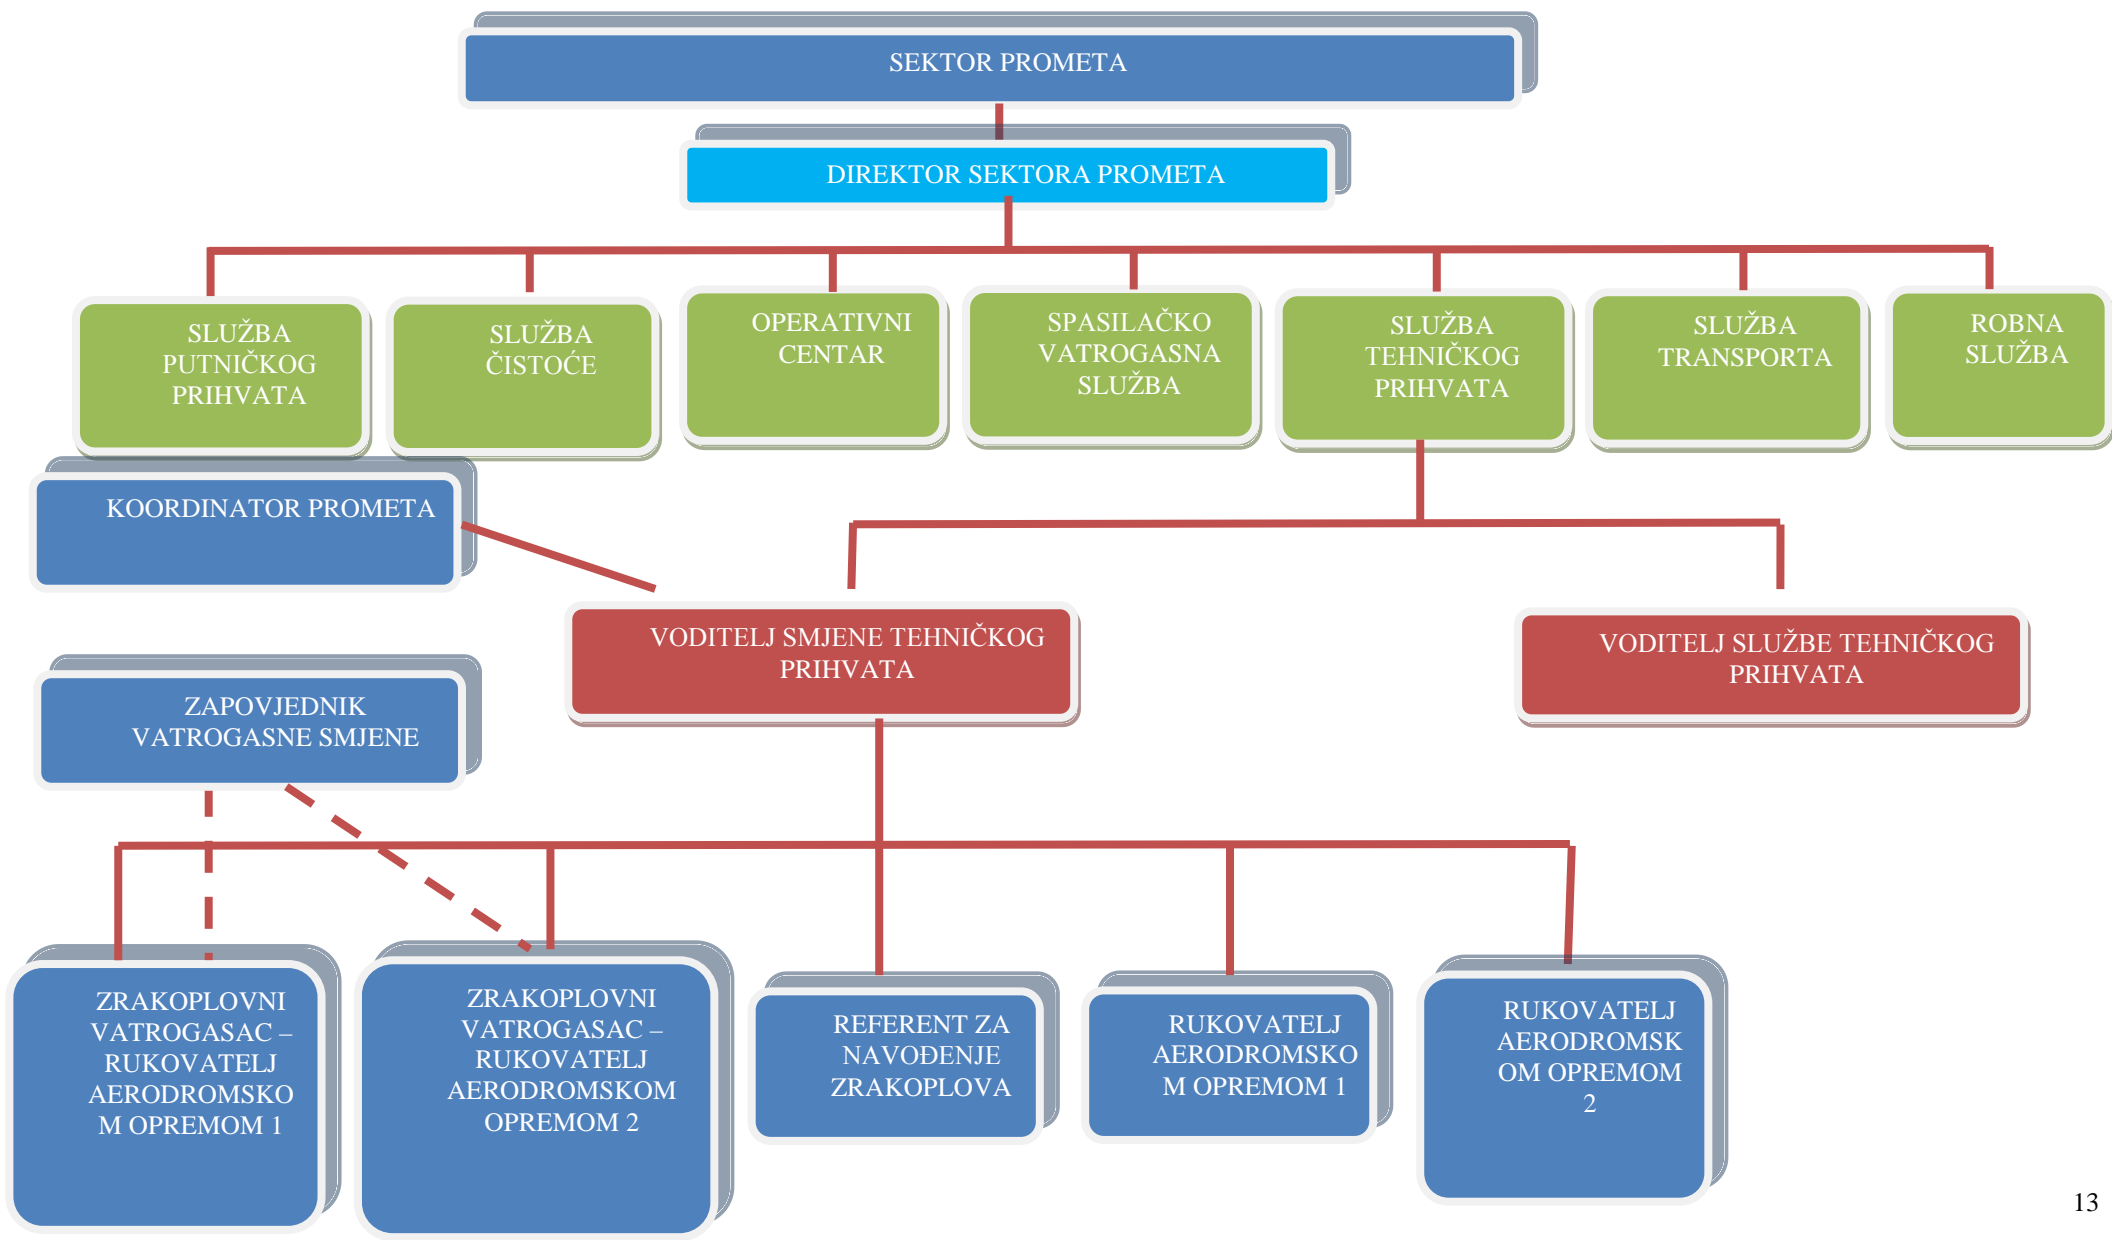 SEKTOR PROMETA
DIREKTOR SEKTORA PROMETA
SLUŽBA
PUTNIČKOG
PRIHVATA
SLUŽBA
ČISTOĆE
OPERATIVNI
CENTAR
SPASILAČKO
VATROGASNA
SLUŽBA
SLUŽBA
TEHNIČKOG
PRIHVATA
SLUŽBA
TRANSPORTA
ROBNA
SLUŽBA
KOORDINATOR PROMETA
VODITELJ SMJENE TEHNIČKOG
PRIHVATA
VODITELJ SLUŽBE TEHNIČKOG
PRIHVATA
ZAPOVJEDNIK
VATROGASNE SMJENE
ZRAKOPLOVNI
VATROGASAC –
RUKOVATELJ
AERODROMSKO
M OPREMOM 1
ZRAKOPLOVNI
VATROGASAC –
RUKOVATELJ
AERODROMSKOM
OPREMOM 2
REFERENT ZA
NAVOĐENJE
ZRAKOPLOVA
RUKOVATELJ
AERODROMSKO
M OPREMOM 1
RUKOVATELJ
AERODROMSK
OM OPREMOM
2
13